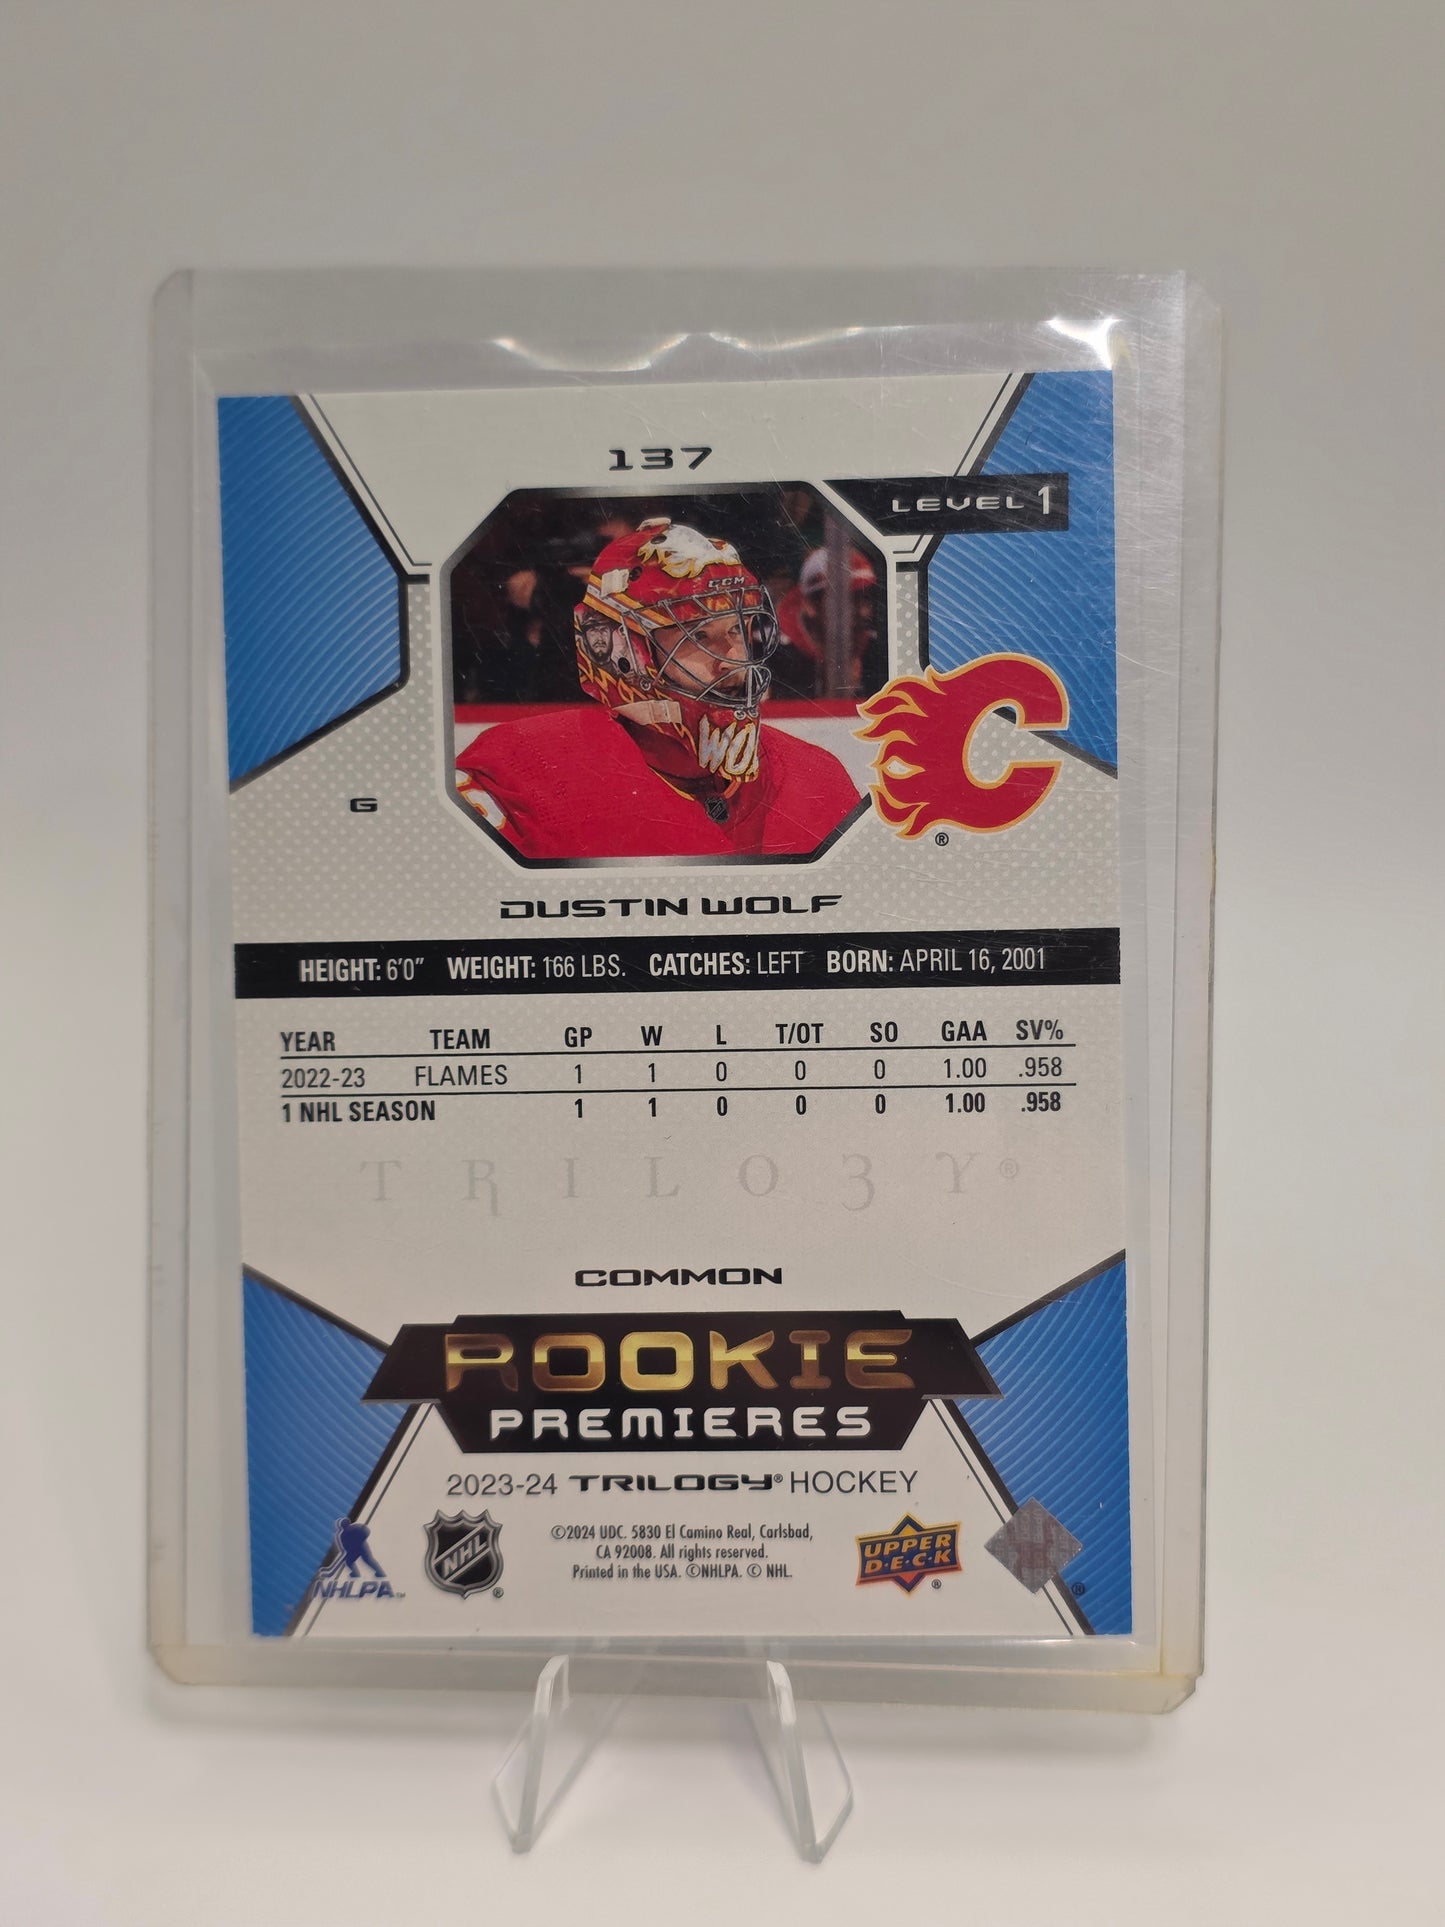 137
LEVEL 1
CCM
WO
C
®
G
DUSTIN WOLF
HEIGHT: 6'0" WEIGHT: 166 LBS. CATCHES: LEFT BORN: APRIL 16, 2001
YEAR TEAM GP W L T/OT SO GAA SV%
2022-23 FLAMES 1 1 0 0 0 1.00 .958
1 NHL SEASON 1 1 0 0 0 1.00 .958
TRILOGY®
COMMON
ROOKIE
PREMIERES
2023-24 TRILOGY® HOCKEY
NHLPA™
NHL ®
©2024 UDC. 5830 El Camino Real, Carlsbad,
CA 92008. All rights reserved.
Printed in the USA. ©NHLPA. © NHL.
UPPER
D·E·C·K
®
®